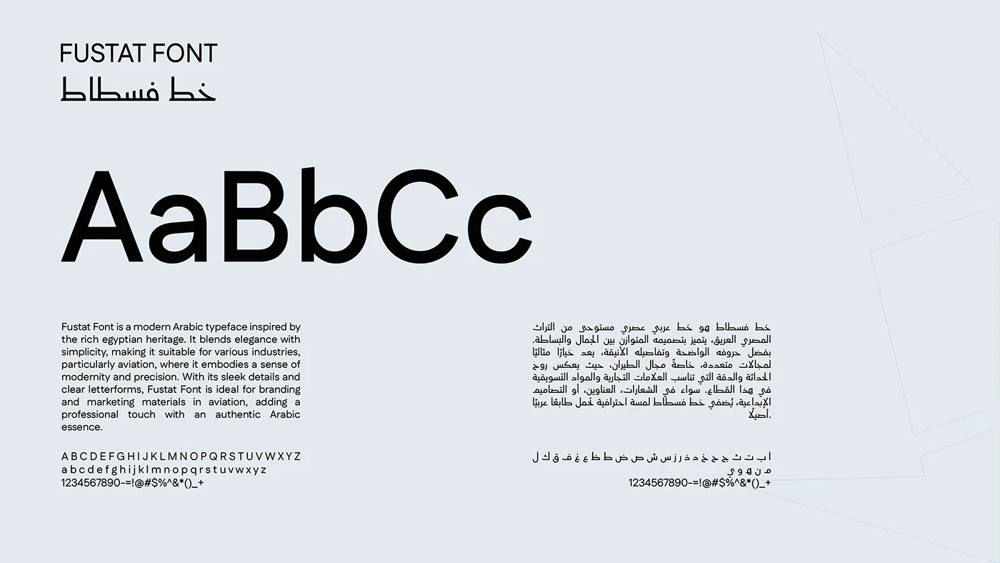 FUSTAT FONT
خط فسطاط
AaBbCc
Fustat Font is a modern Arabic typeface inspired by
the rich egyptian heritage. It blends elegance with
simplicity, making it suitable for various industries,
particularly aviation, where it embodies a sense of
modernity and precision. With its sleek details and
clear letterforms, Fustat Font is ideal for branding
and marketing materials in aviation, adding a
professional touch with an authentic Arabic
essence.
ABCDEFGHIJKLMNOPQRSTUVWXYZ
abcdefghijklmnopqrstuvwxyz
1234567890-=!@#$%^&*()_+
خط فسطاط هو خط عربي عصري مستوحى من التراث
المصري العريق، يتميز بتصميمه المتوازن بين الجمال والبساطة.
بفضل حروفه الواضحة وتفاصيله الأنيقة، يعد خيارًا مثاليًا
لمجالات متعددة، خاصةً مجال الطيران، حيث يعكس روح
الحداثة والدقة التي تناسب العلامات التجارية والمواد التسويقية
في هذا القطاع. سواء في الشعارات، العناوين، أو التصاميم
الإبداعية، يُضفي خط فسطاط لمسة احترافية تحمل طابعًا عربيًا
أصيلًا.
ا ب ت ث ج ح خ د ذ ر ز س ش ص ض ط ظ ع غ ف ق ك ل
م ن ه و ي
1234567890-=!@#$%^&*()_+